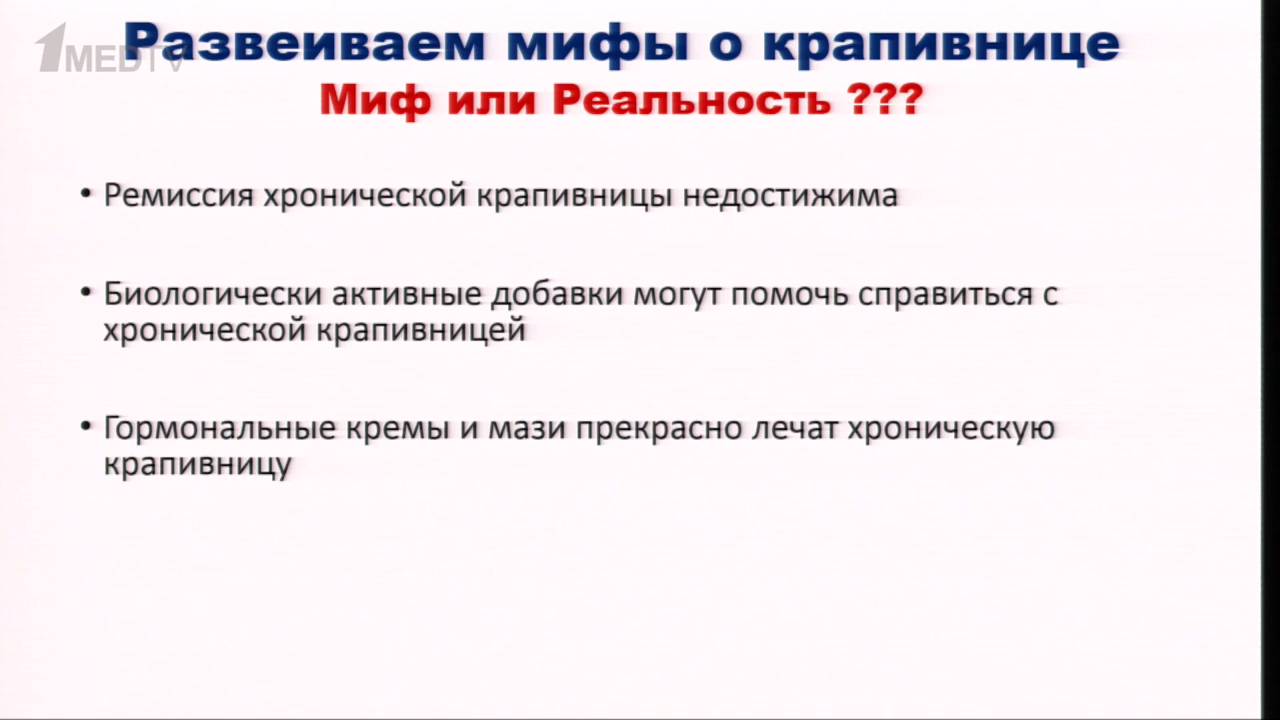 1MEDTV
Развеиваем мифы о крапивнице
Миф или Реальность ???
• Ремиссия хронической крапивницы недостижима
• Биологически активные добавки могут помочь справиться с
хронической крапивницей
• Гормональные кремы и мази прекрасно лечат хроническую
крапивницу